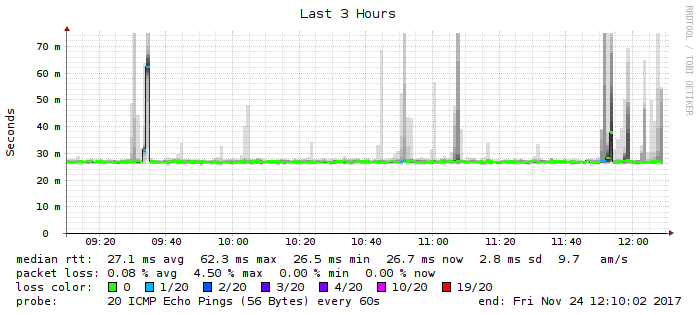 Last 3 Hours
RRDTOOL / TOBI OETIKER
Seconds
70 m
60 m
50 m
40 m
30 m
20 m
10 m
0
09:20 09:40 10:00 10:20 10:40 11:00 11:20 11:40 12:00
median rtt: 27.1 ms avg 62.3 ms max 26.5 ms min 26.7 ms now 2.8 ms sd 9.7 am/s
packet loss: 0.08 % avg 4.50 % max 0.00 % min 0.00 % now
loss color: 0 1/20 2/20 3/20 4/20 10/20 19/20
probe: 20 ICMP Echo Pings (56 Bytes) every 60s end: Fri Nov 24 12:10:02 2017